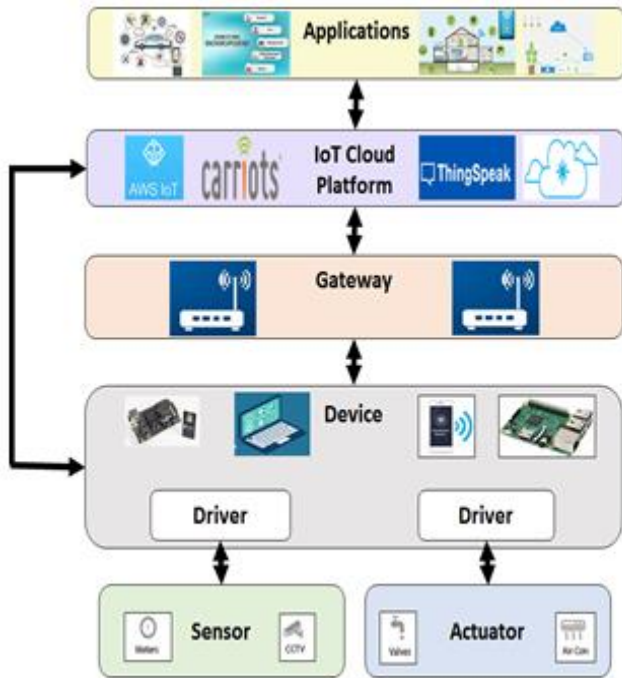 Applications
IoT Cloud
Platform
AWS IoT
carriots
ThingSpeak
Gateway
Device
Driver
Driver
Sensor
Meters
CCTV
Actuator
Valves
Air Con